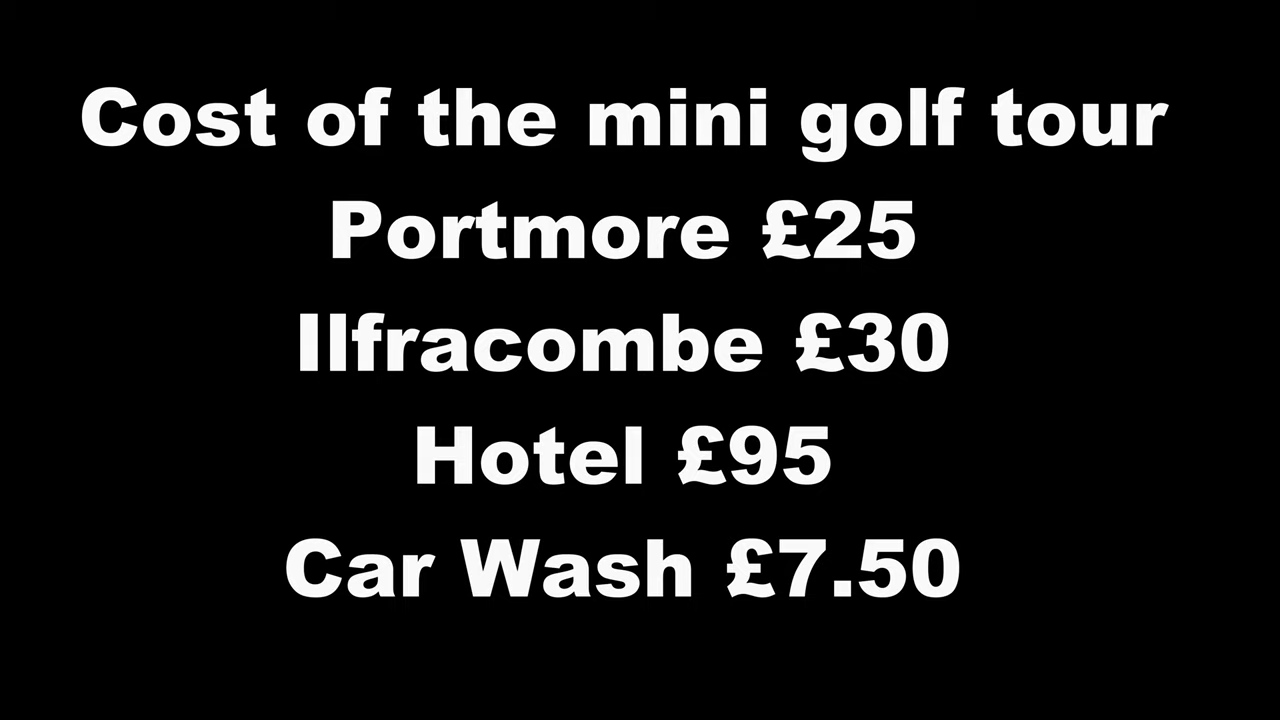 Cost of the mini golf tour
Portmore £25
Ilfracombe £30
Hotel £95
Car Wash £7.50